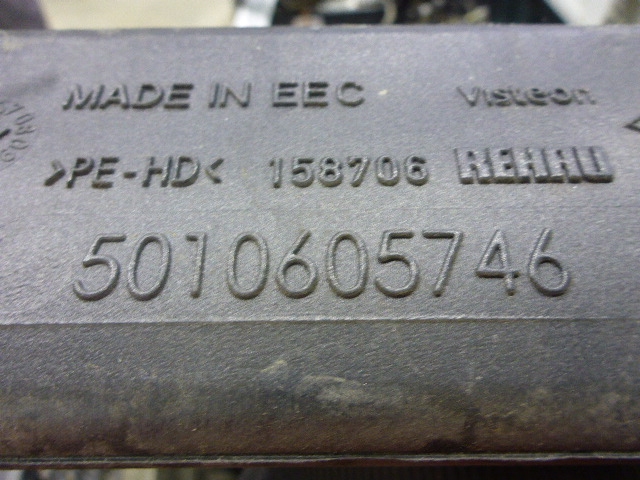 MADE IN EEC Visteon
>PE-HD< 158706 REHAU
5010605746